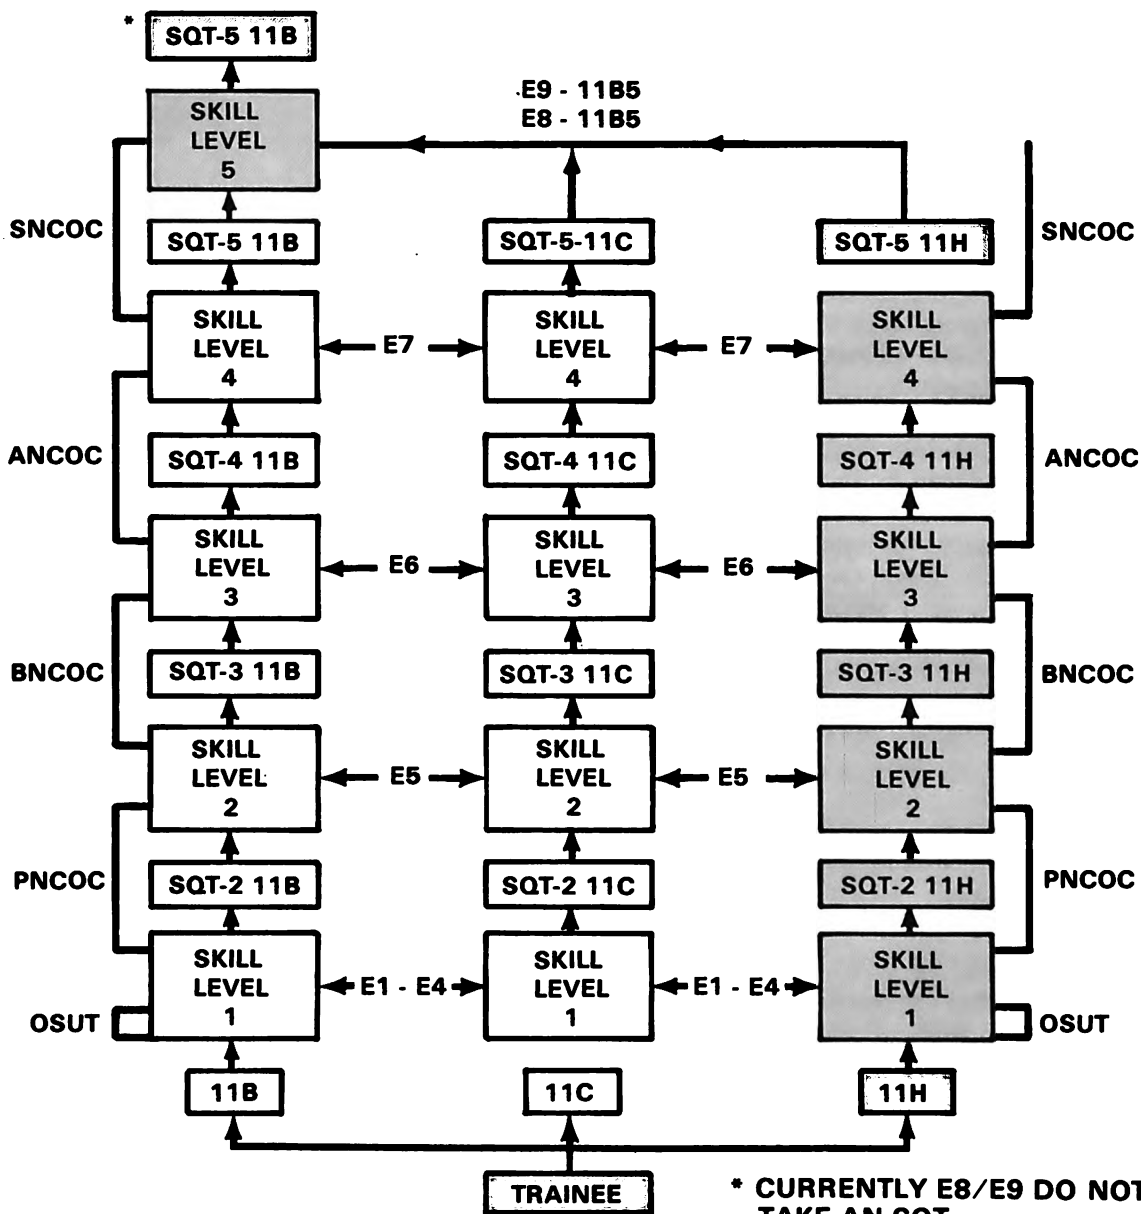 *
SQT-5 11B
SKILL
LEVEL
5
E9 - 11B5
E8 - 11B5
SNCOC
SNCOC
SQT-5 11B
SQT-5-11C
SQT-5 11H
SKILL
LEVEL
4
E7
SKILL
LEVEL
4
E7
SKILL
LEVEL
4
ANCOC
ANCOC
SQT-4 11B
SQT-4 11C
SQT-4 11H
SKILL
LEVEL
3
E6
SKILL
LEVEL
3
E6
SKILL
LEVEL
3
BNCOC
BNCOC
SQT-3 11B
SQT-3 11C
SQT-3 11H
SKILL
LEVEL
2
E5
SKILL
LEVEL
2
E5
SKILL
LEVEL
2
PNCOC
PNCOC
SQT-2 11B
SQT-2 11C
SQT-2 11H
SKILL
LEVEL
1
E1 - E4
SKILL
LEVEL
1
E1 - E4
SKILL
LEVEL
1
OSUT
OSUT
11B
11C
11H
TRAINEE
* CURRENTLY E8/E9 DO NOT
TAKE AN SQT